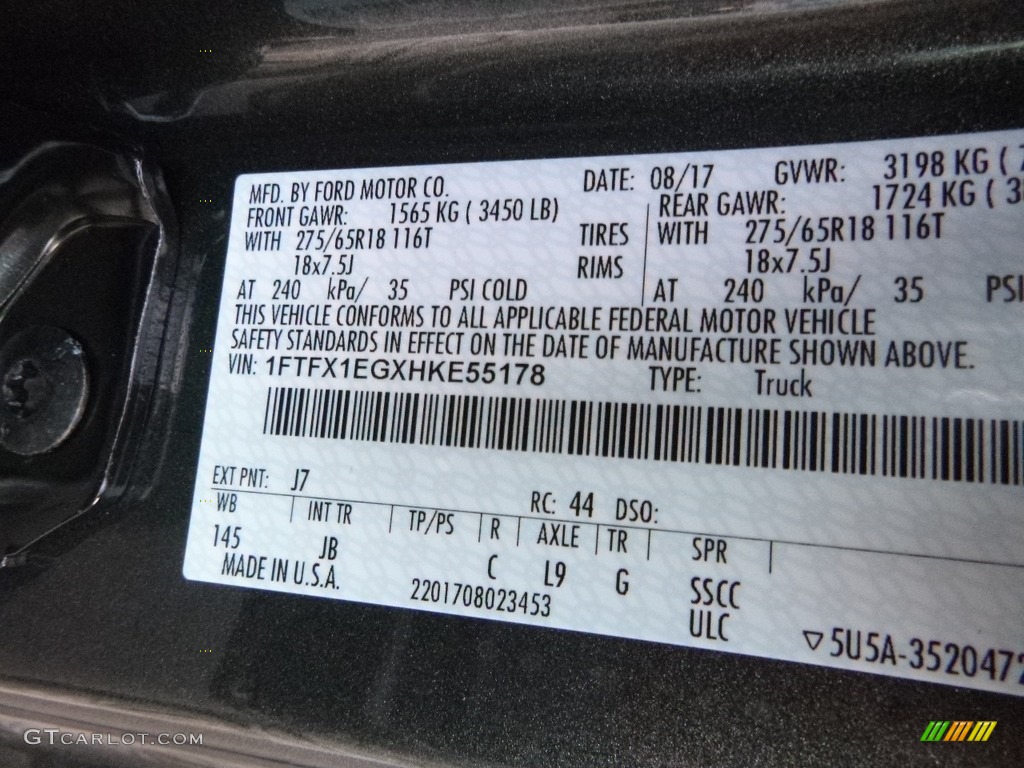 MFD. BY FORD MOTOR CO. DATE: 08/17 GVWR: 3198 KG (
FRONT GAWR: 1565 KG ( 3450 LB) REAR GAWR: 1724 KG (
WITH 275/65R18 116T TIRES WITH 275/65R18 116T
18x7.5J RIMS 18x7.5J
AT 240 kPa/ 35 PSI COLD AT 240 kPa/ 35 PSI
THIS VEHICLE CONFORMS TO ALL APPLICABLE FEDERAL MOTOR VEHICLE
SAFETY STANDARDS IN EFFECT ON THE DATE OF MANUFACTURE SHOWN ABOVE.
VIN: 1FTFX1EGXHKE55178 TYPE: Truck
EXT PNT: J7 RC: 44 DSO:
WB INT TR TP/PS R AXLE TR SPR
145 JB C L9 G SSCC
MADE IN U.S.A. 2201708023453 ULC
▽5U5A-3520472
GTCARLOT.COM